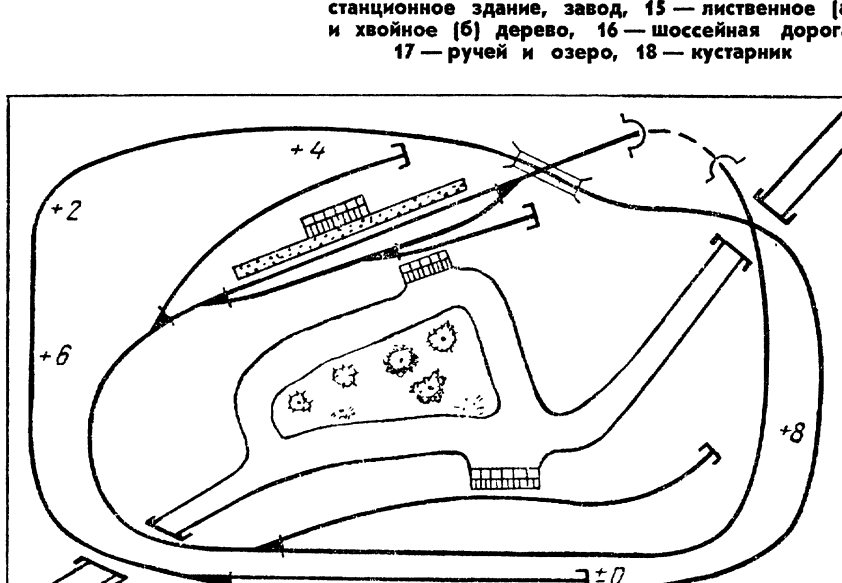 станционное здание, завод, 15 — лиственное (а
и хвойное (б) дерево, 16 — шоссейная дорога
17 — ручей и озеро, 18 — кустарник
+4
+2
+6
+8
±0